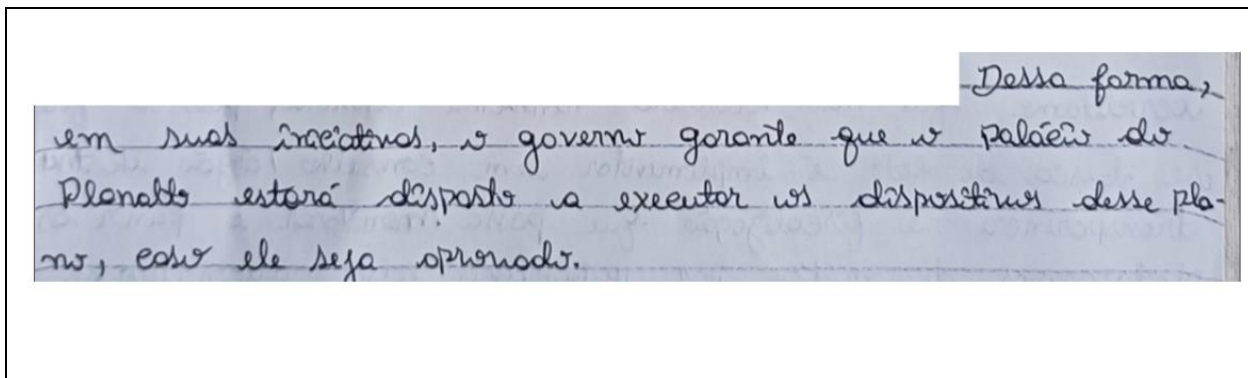 Dessa forma,
em suas iniciativas, o governo garante que o palácio do
Planalto estará disposto a executar os dispositivos desse pla-
no, caso ele seja aprovado.